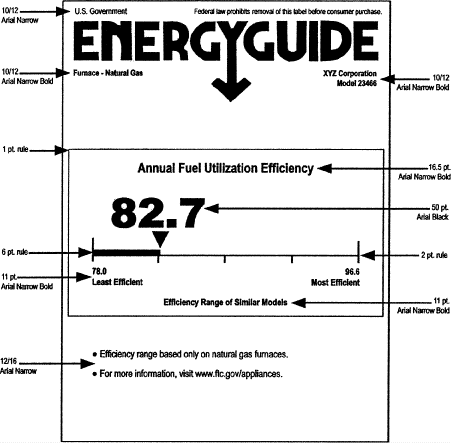 10/12
Arial Narrow
U.S. Government
Federal law prohibits removal of this label before consumer purchase.
ENERGYGUIDE
10/12
Arial Narrow Bold
Furnace - Natural Gas
XYZ Corporation
Model 23466
10/12
Arial Narrow Bold
1 pt. rule
Annual Fuel Utilization Efficiency
16.5 pt.
Arial Narrow Bold
82.7
50 pt.
Arial Black
6 pt. rule
2 pt. rule
11 pt.
Arial Narrow Bold
78.0
Least Efficient
96.6
Most Efficient
Efficiency Range of Similar Models
11 pt.
Arial Narrow Bold
12/16
Arial Narrow
• Efficiency range based only on natural gas furnaces.
• For more information, visit www.ftc.gov/appliances.